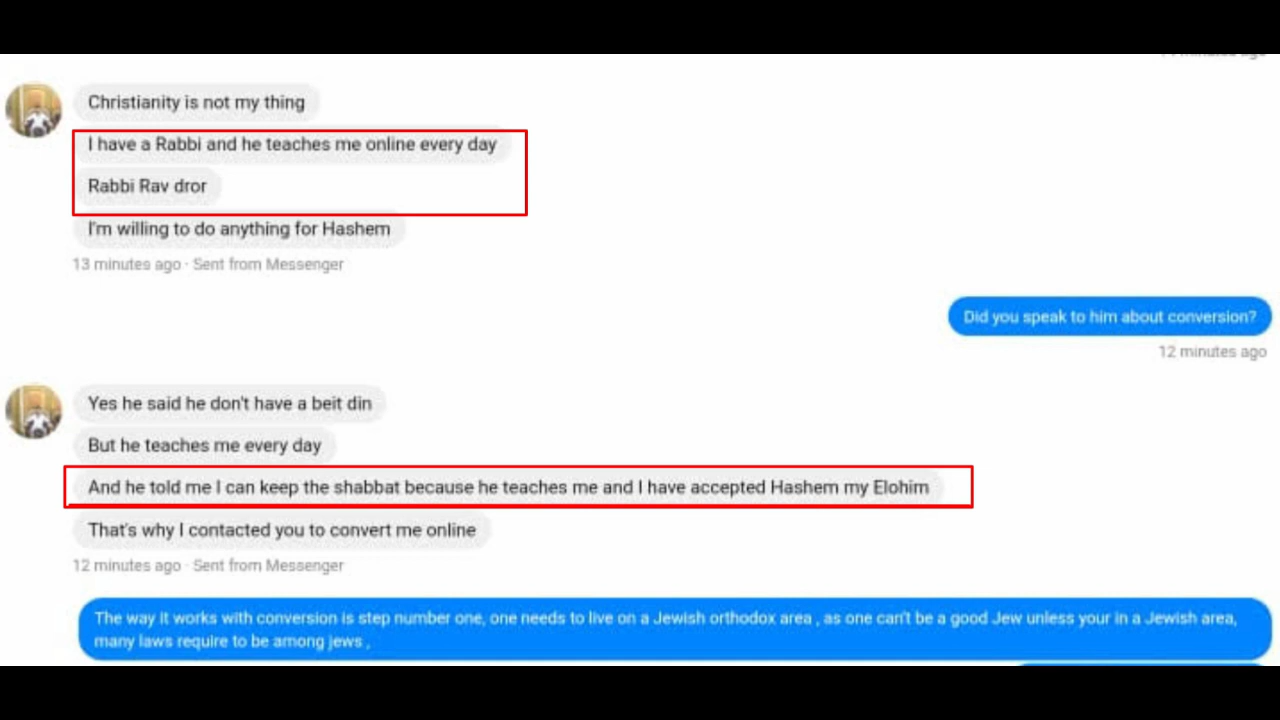 Christianity is not my thing
I have a Rabbi and he teaches me online every day
Rabbi Rav dror
I'm willing to do anything for Hashem
13 minutes ago · Sent from Messenger
Did you speak to him about conversion?
12 minutes ago
Yes he said he don't have a beit din
But he teaches me every day
And he told me I can keep the shabbat because he teaches me and I have accepted Hashem my Elohim
That's why I contacted you to convert me online
12 minutes ago · Sent from Messenger
The way it works with conversion is step number one, one needs to live on a Jewish orthodox area , as one can't be a good Jew unless your in a Jewish area,
many laws require to be among jews ,